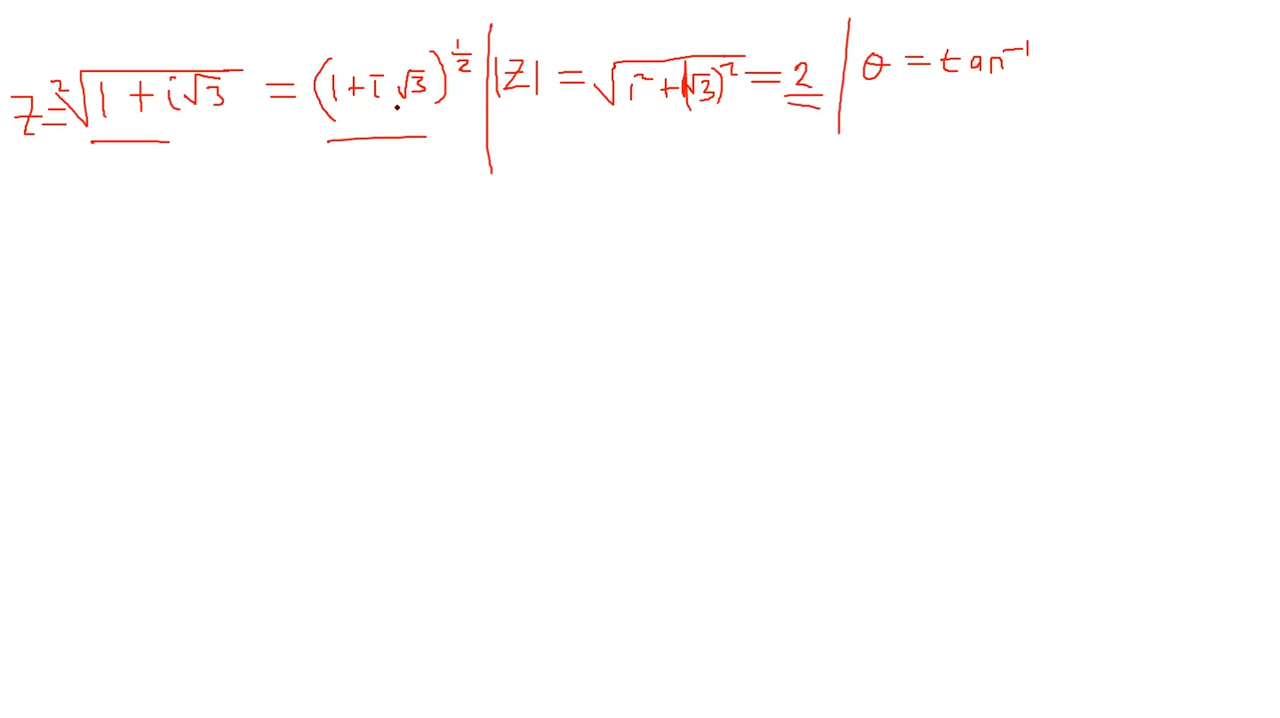 Z = ²√(1 + i√3) = (1 + i √3)^(1/2) | |Z| = √(1² + (√3)²) = 2 | θ = tan⁻¹